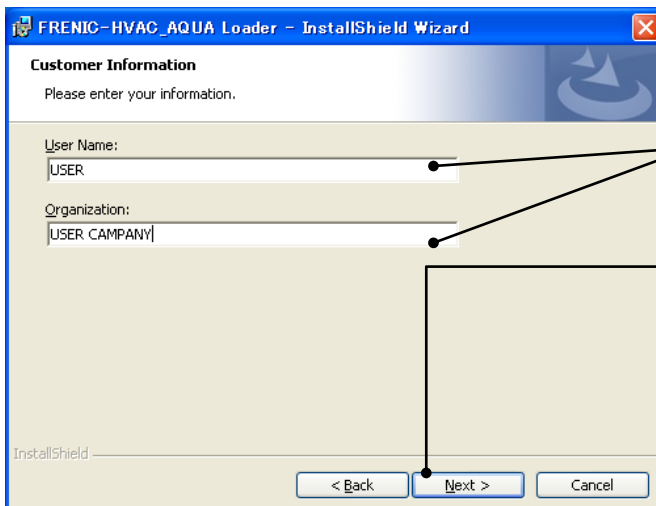 FRENIC-HVAC_AQUA Loader - InstallShield Wizard
Customer Information
Please enter your information.
User Name:
USER
Organization:
USER CAMPANY
InstallShield
< Back Next > Cancel